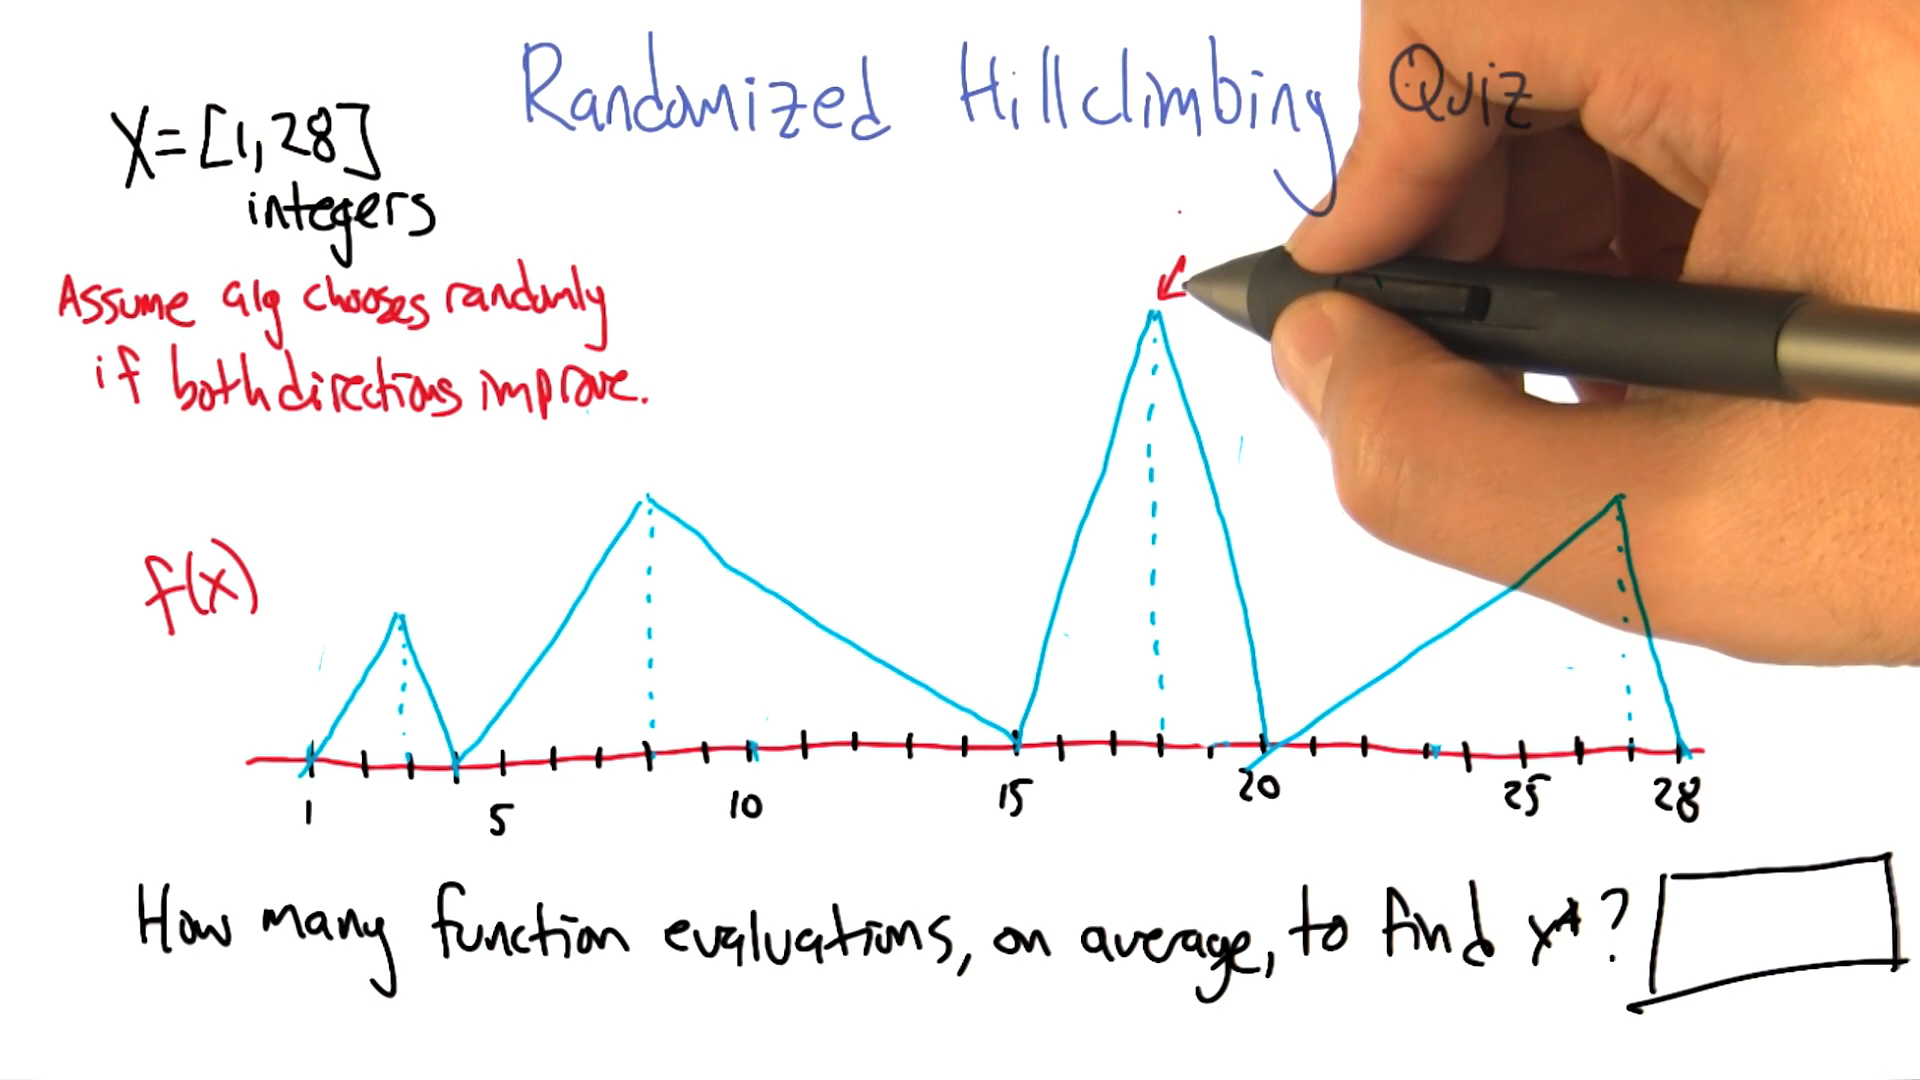 Randomized Hillclimbing Quiz
X=[1,28]
integers
Assume alg chooses randomly
if both directions improve.
f(x)
1 5 10 15 20 25 28
How many function evaluations, on average, to find x*?